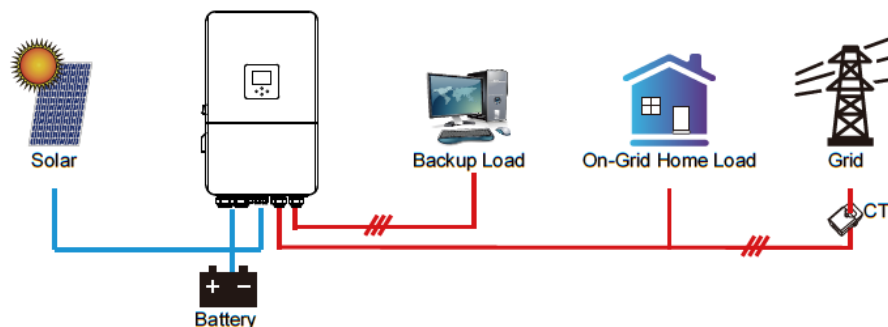 Solar
Backup Load
On-Grid Home Load
Grid
CT
Battery